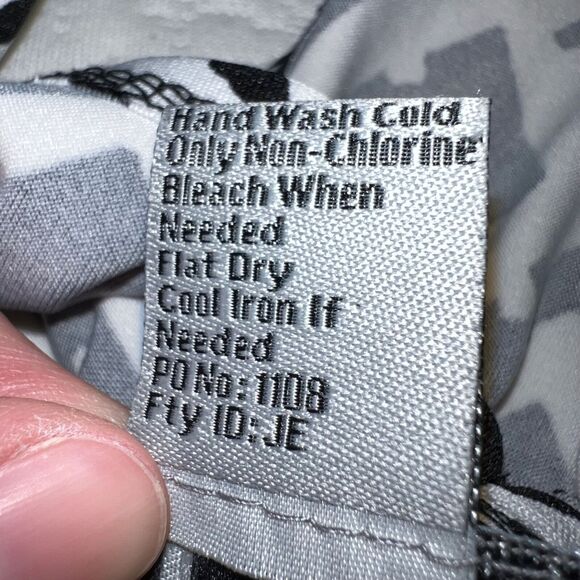 Hand Wash Cold
Only Non-Chlorine
Bleach When
Needed
Flat Dry
Cool Iron If
Needed
PO No: 1108
Fty ID: JE